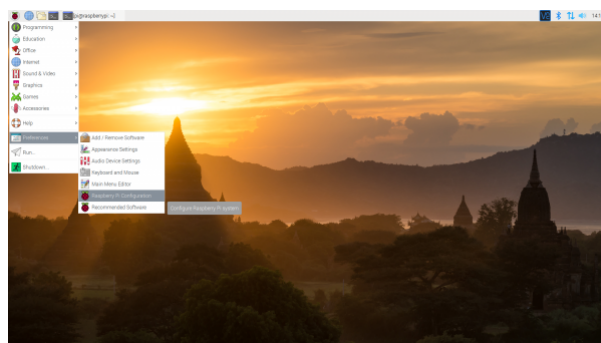 pi@raspberrypi: ~
14:1
Programming
Education
Office
Internet
Sound & Video
Graphics
Games
Accessories
Help
Preferences
Run...
Shutdown...
Add / Remove Software
Appearance Settings
Audio Device Settings
Keyboard and Mouse
Main Menu Editor
Raspberry Pi Configuration
Recommended Software
Configure Raspberry Pi system